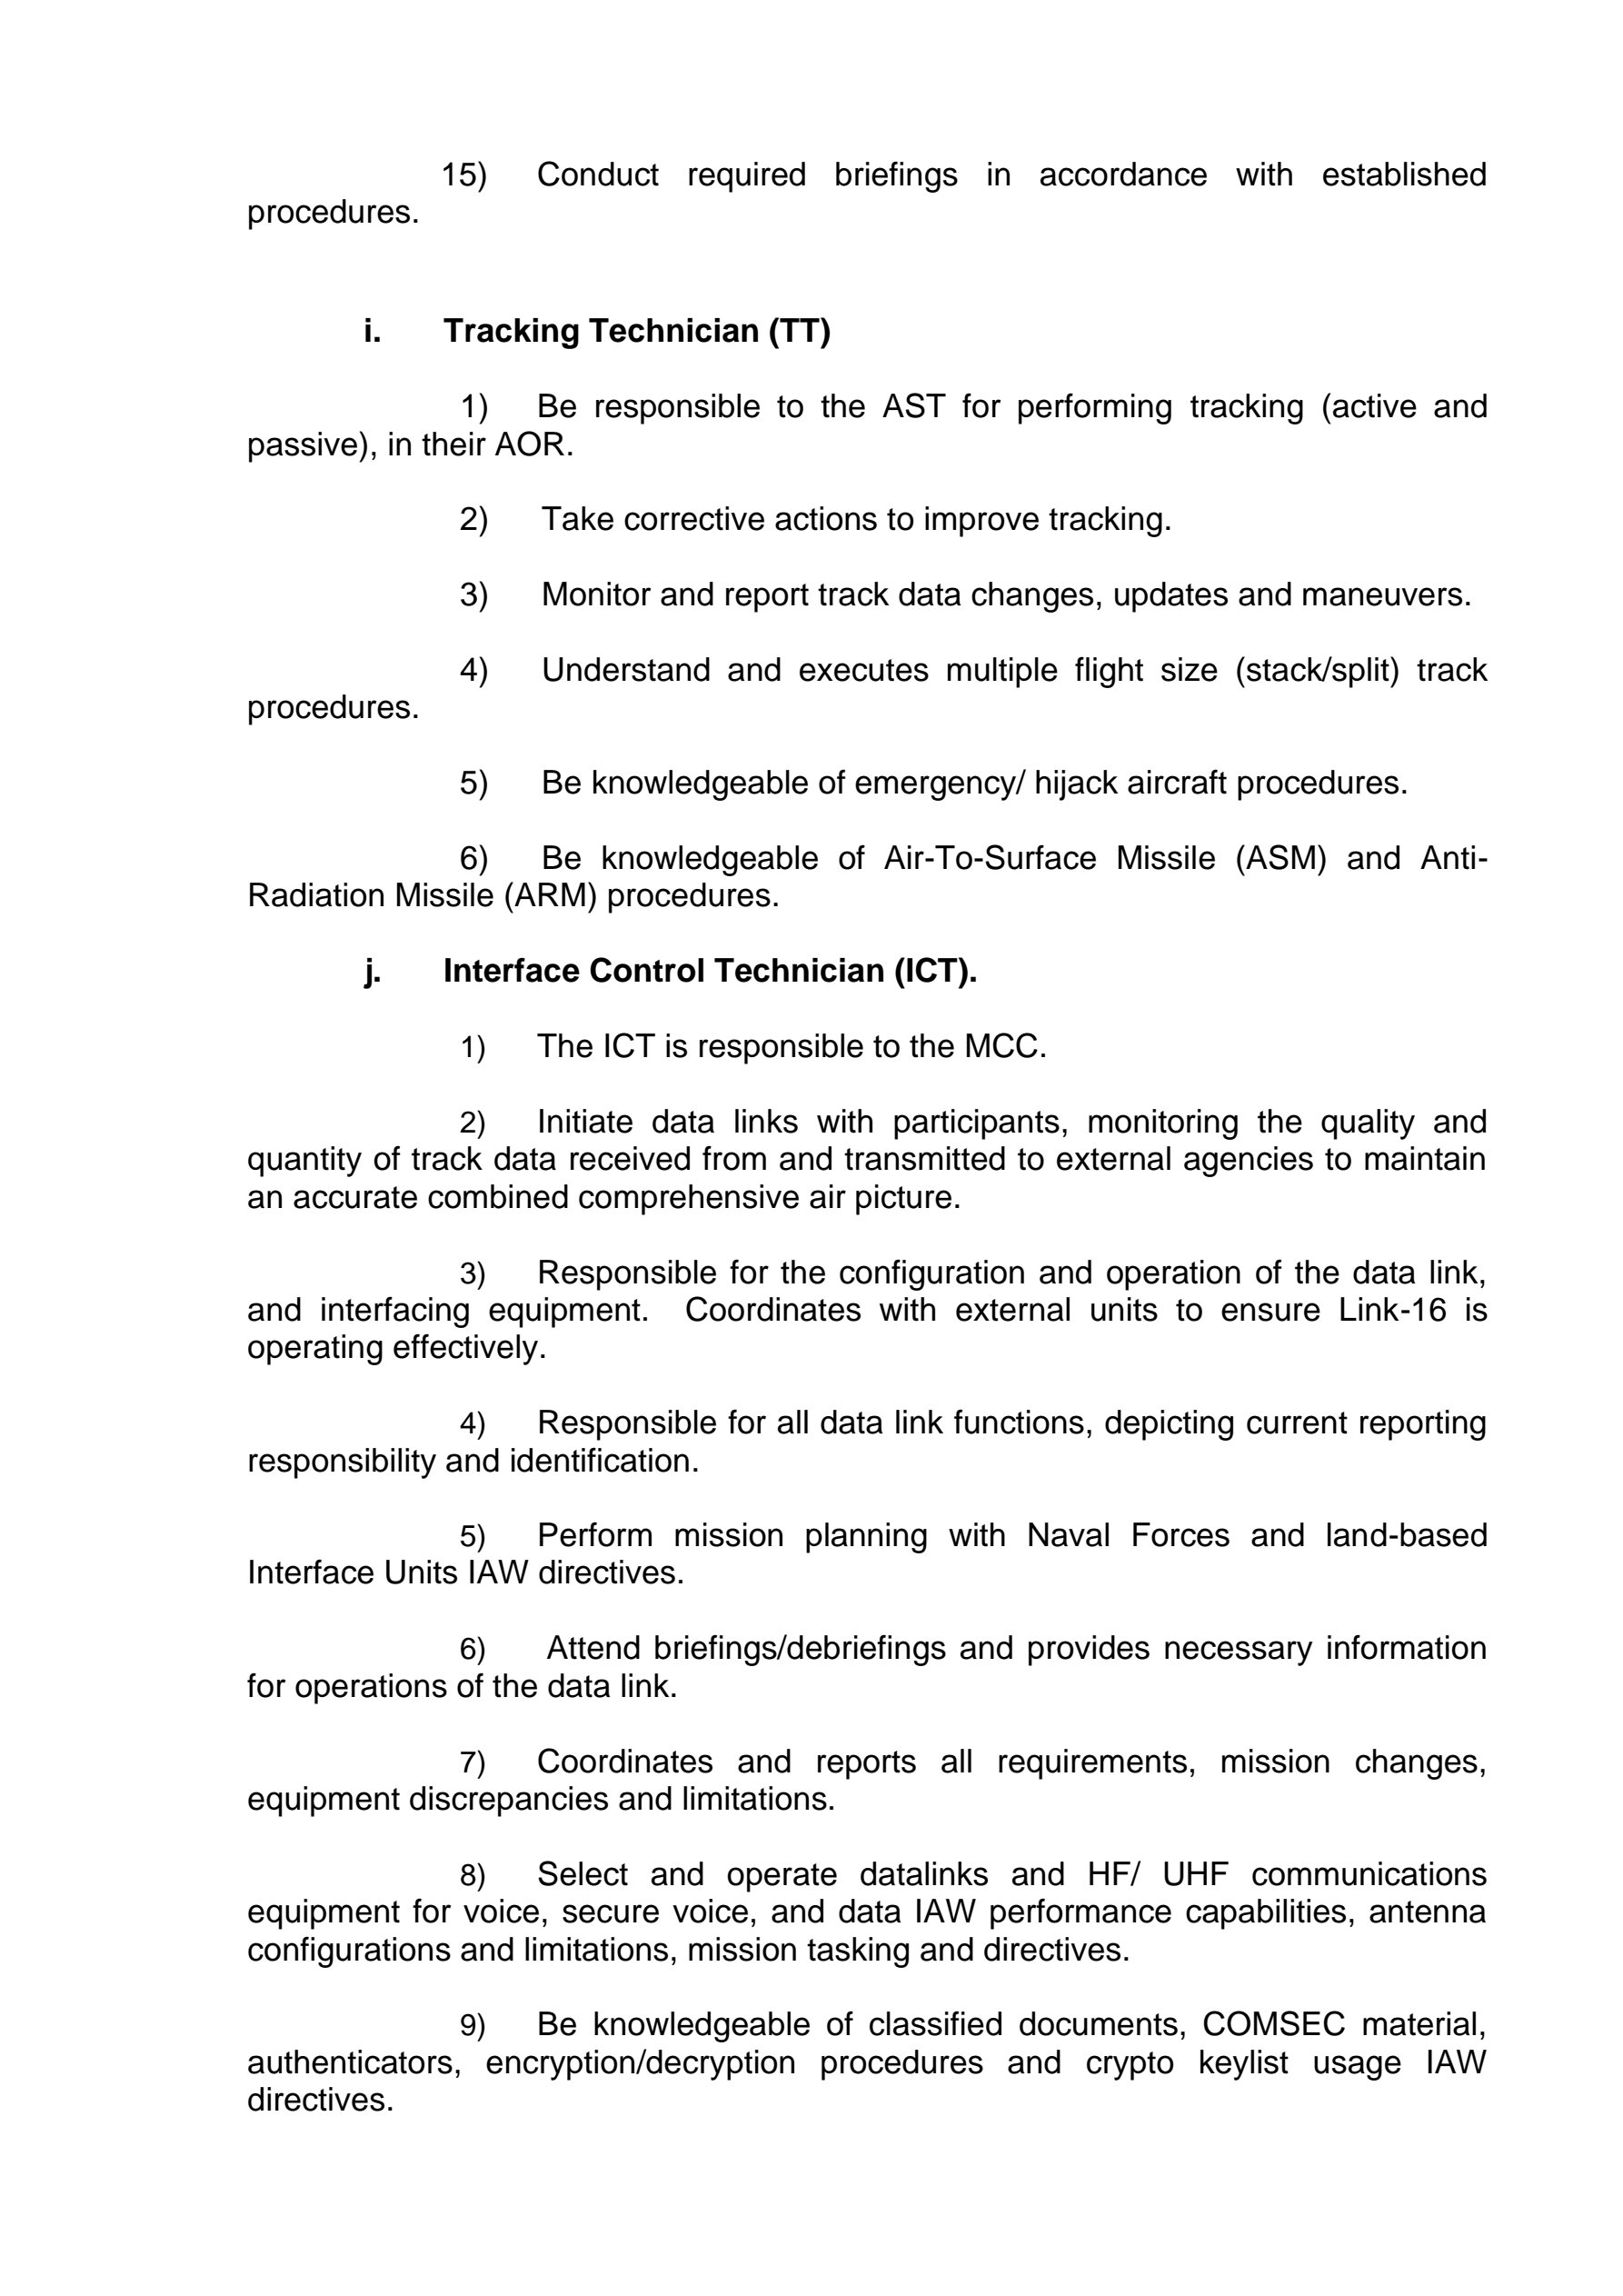 15) Conduct required briefings in accordance with established
procedures.
i. Tracking Technician (TT)
1) Be responsible to the AST for performing tracking (active and
passive), in their AOR.
2) Take corrective actions to improve tracking.
3) Monitor and report track data changes, updates and maneuvers.
4) Understand and executes multiple flight size (stack/split) track
procedures.
5) Be knowledgeable of emergency/ hijack aircraft procedures.
6) Be knowledgeable of Air-To-Surface Missile (ASM) and Anti-
Radiation Missile (ARM) procedures.
j. Interface Control Technician (ICT).
1) The ICT is responsible to the MCC.
2) Initiate data links with participants, monitoring the quality and
quantity of track data received from and transmitted to external agencies to maintain
an accurate combined comprehensive air picture.
3) Responsible for the configuration and operation of the data link,
and interfacing equipment. Coordinates with external units to ensure Link-16 is
operating effectively.
4) Responsible for all data link functions, depicting current reporting
responsibility and identification.
5) Perform mission planning with Naval Forces and land-based
Interface Units IAW directives.
6) Attend briefings/debriefings and provides necessary information
for operations of the data link.
7) Coordinates and reports all requirements, mission changes,
equipment discrepancies and limitations.
8) Select and operate datalinks and HF/ UHF communications
equipment for voice, secure voice, and data IAW performance capabilities, antenna
configurations and limitations, mission tasking and directives.
9) Be knowledgeable of classified documents, COMSEC material,
authenticators, encryption/decryption procedures and crypto keylist usage IAW
directives.